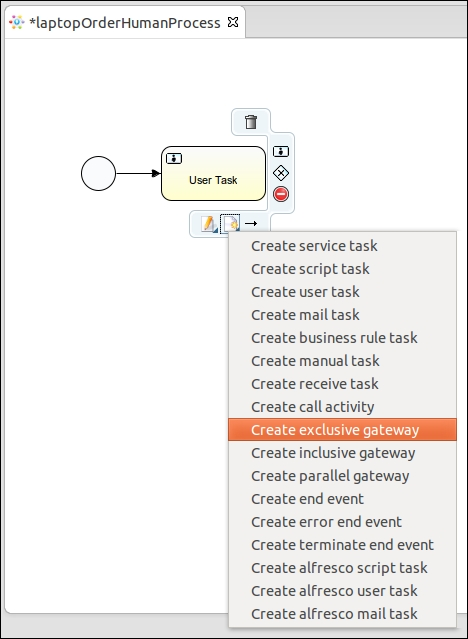 *laptopOrderHumanProcess
User Task
Create service task
Create script task
Create user task
Create mail task
Create business rule task
Create manual task
Create receive task
Create call activity
Create exclusive gateway
Create inclusive gateway
Create parallel gateway
Create end event
Create error end event
Create terminate end event
Create alfresco script task
Create alfresco user task
Create alfresco mail task